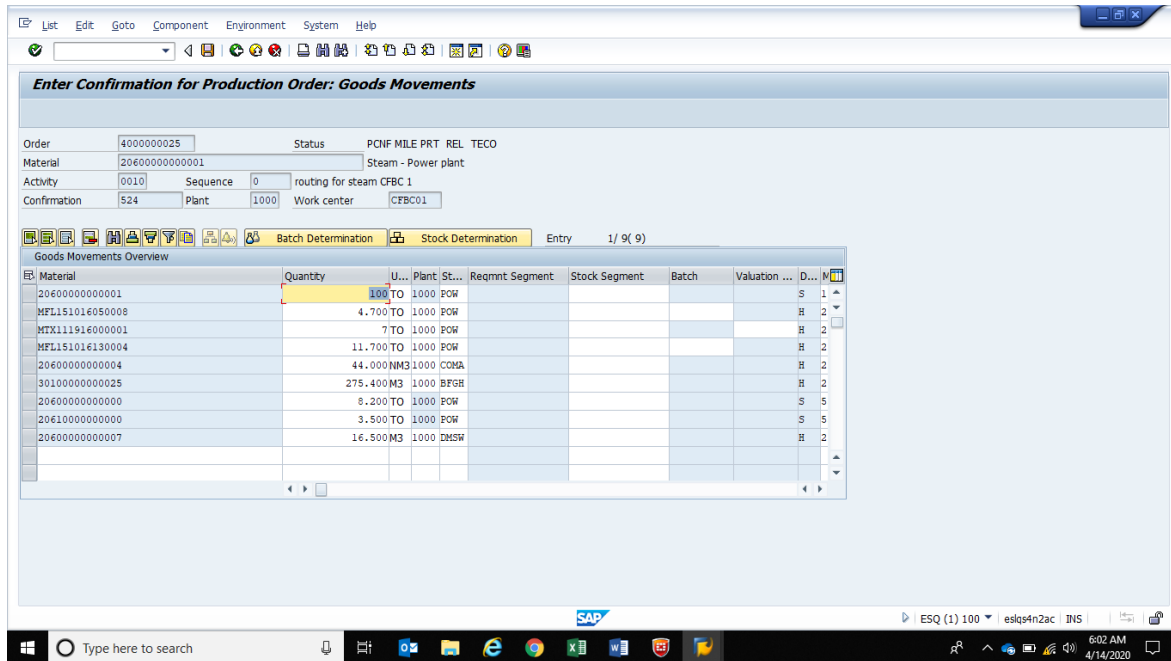 List Edit Goto Component Environment System Help
Enter Confirmation for Production Order: Goods Movements
Order 4000000025 Status PCNF MILE PRT REL TECO
Material 20600000000001 Steam - Power plant
Activity 0010 Sequence 0 routing for steam CFBC 1
Confirmation 524 Plant 1000 Work center CFBC01
Batch Determination Stock Determination Entry 1/ 9( 9)
Goods Movements Overview
Material Quantity U... Plant St... Reqmnt Segment Stock Segment Batch Valuation ... D... M
20600000000001 100 TO 1000 POW S 1
MFL151016050008 4.700 TO 1000 POW H 2
MTX111916000001 7 TO 1000 POW H 2
MFL151016130004 11.700 TO 1000 POW H 2
20600000000004 44.000 NM3 1000 COMA H 2
30100000000025 275.400 M3 1000 BFGH H 2
20600000000000 8.200 TO 1000 POW S 5
20610000000000 3.500 TO 1000 POW S 5
20600000000007 16.500 M3 1000 DMSW H 2
SAP ESQ (1) 100 eslqs4n2ac INS
Type here to search 6:02 AM
4/14/2020